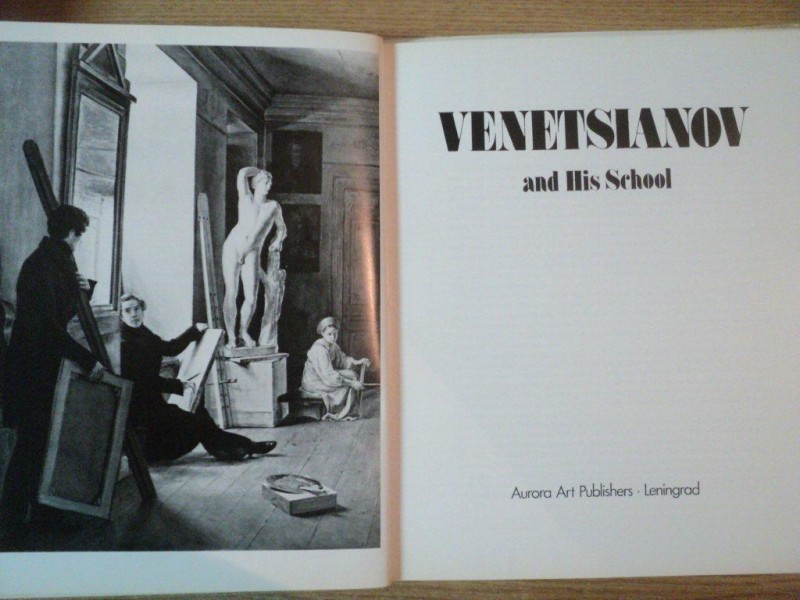 VENETSIANOV
and His School
Aurora Art Publishers · Leningrad